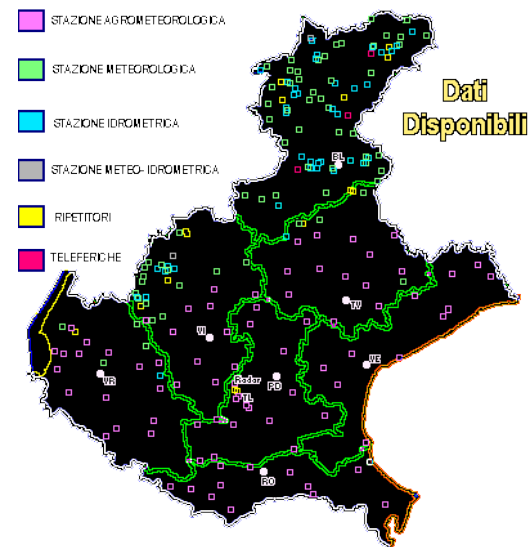 STAZIONE AGROMETEOROLOGICA
STAZIONE METEOROLOGICA
STAZIONE IDROMETRICA
STAZIONE METEO-IDROMETRICA
RIPETITORI
TELEFERICHE
Dati
Disponibili
BL
TV
VI
VE
VR
Radar
PD
TL
RO